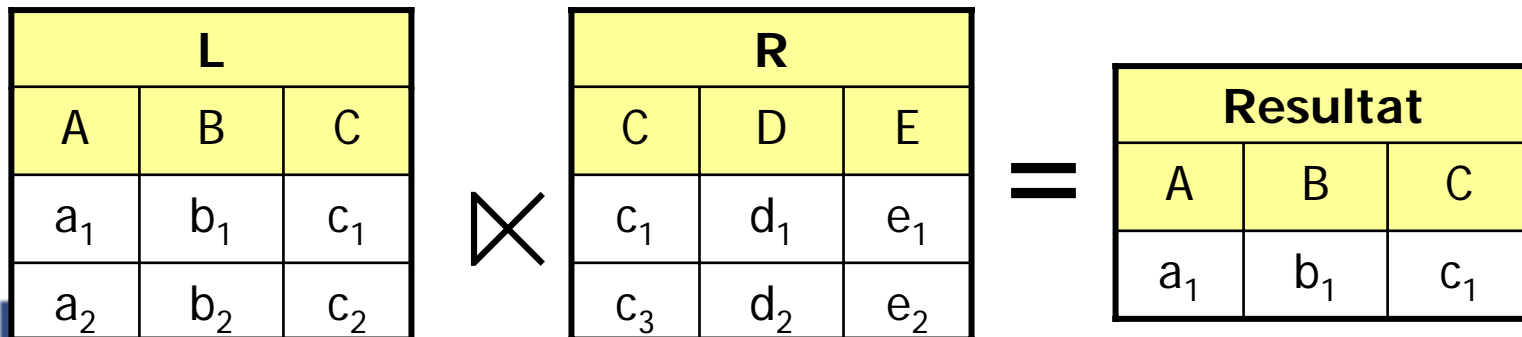 L
A B C
a₁ b₁ c₁
a₂ b₂ c₂
⋉
R
C D E
c₁ d₁ e₁
c₃ d₂ e₂
=
Resultat
A B C
a₁ b₁ c₁